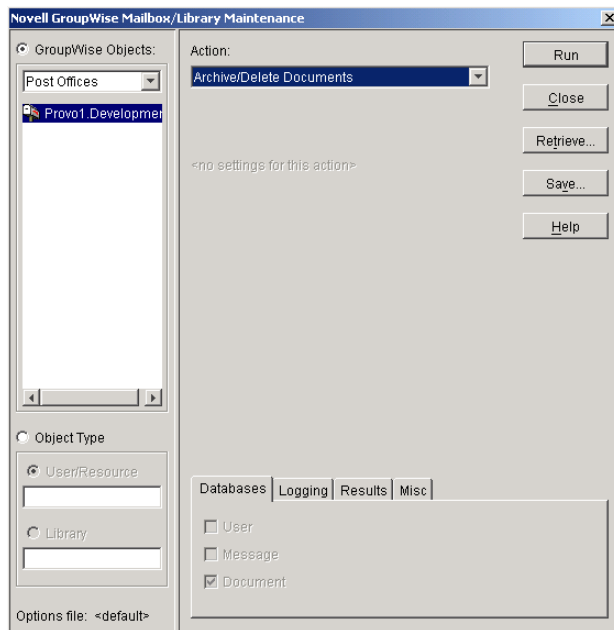 Novell GroupWise Mailbox/Library Maintenance
GroupWise Objects:
Post Offices
Provo1.Developmer
Object Type
User/Resource
Library
Options file: <default>
Action:
Archive/Delete Documents
<no settings for this action>
Databases Logging Results Misc
User
Message
Document
Run
Close
Retrieve...
Save...
Help